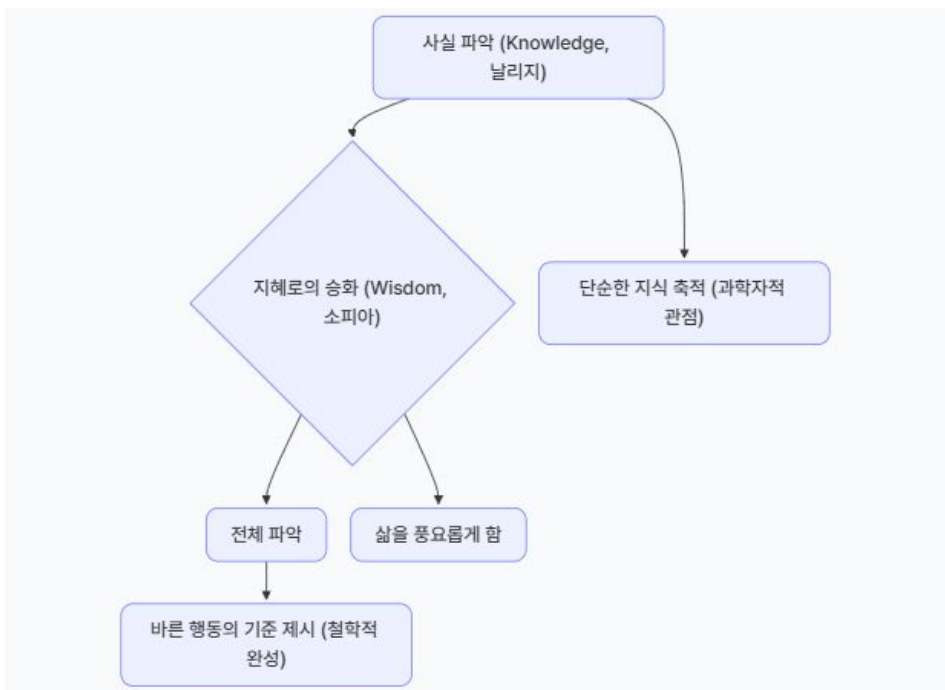 사실 파악 (Knowledge,
날리지)
지혜로의 승화 (Wisdom,
소피아)
단순한 지식 축적 (과학자적
관점)
전체 파악
삶을 풍요롭게 함
바른 행동의 기준 제시 (철학적
완성)